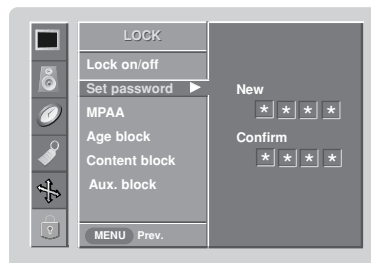 LOCK
Lock on/off
Set password ►
MPAA
Age block
Content block
Aux. block
MENU Prev.
New
* * * *
Confirm
* * * *